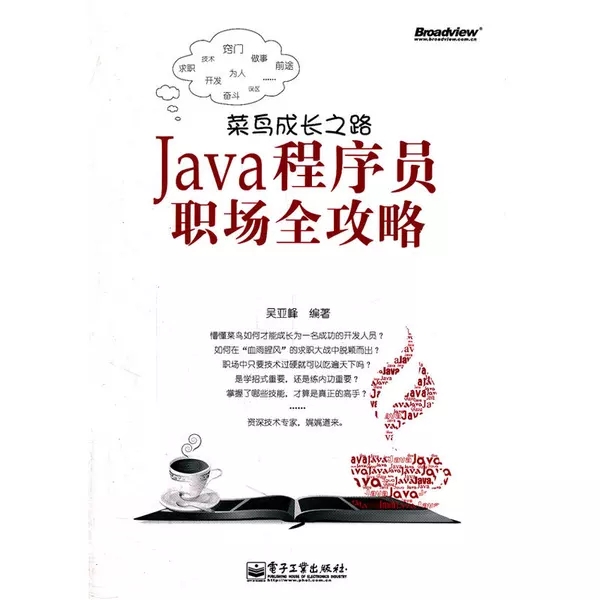 Broadview®
www.broadview.com.cn
窍门
技术
做事
求职
前途
为人
开发
……
误区
奋斗
菜鸟成长之路
Java程序员
职场全攻略
吴亚峰 编著
懵懂菜鸟如何才能成长为一名成功的开发人员？
如何在“血雨腥风”的求职大战中脱颖而出？
职场中只要技术过硬就可以吃遍天下吗？
是学招式重要，还是练内功重要？
掌握了哪些技能，才算是真正的高手？
……
资深技术专家，娓娓道来。
Java
電子工業出版社·
PUBLISHING HOUSE OF ELECTRONICS INDUSTRY
http://www.phei.com.cn